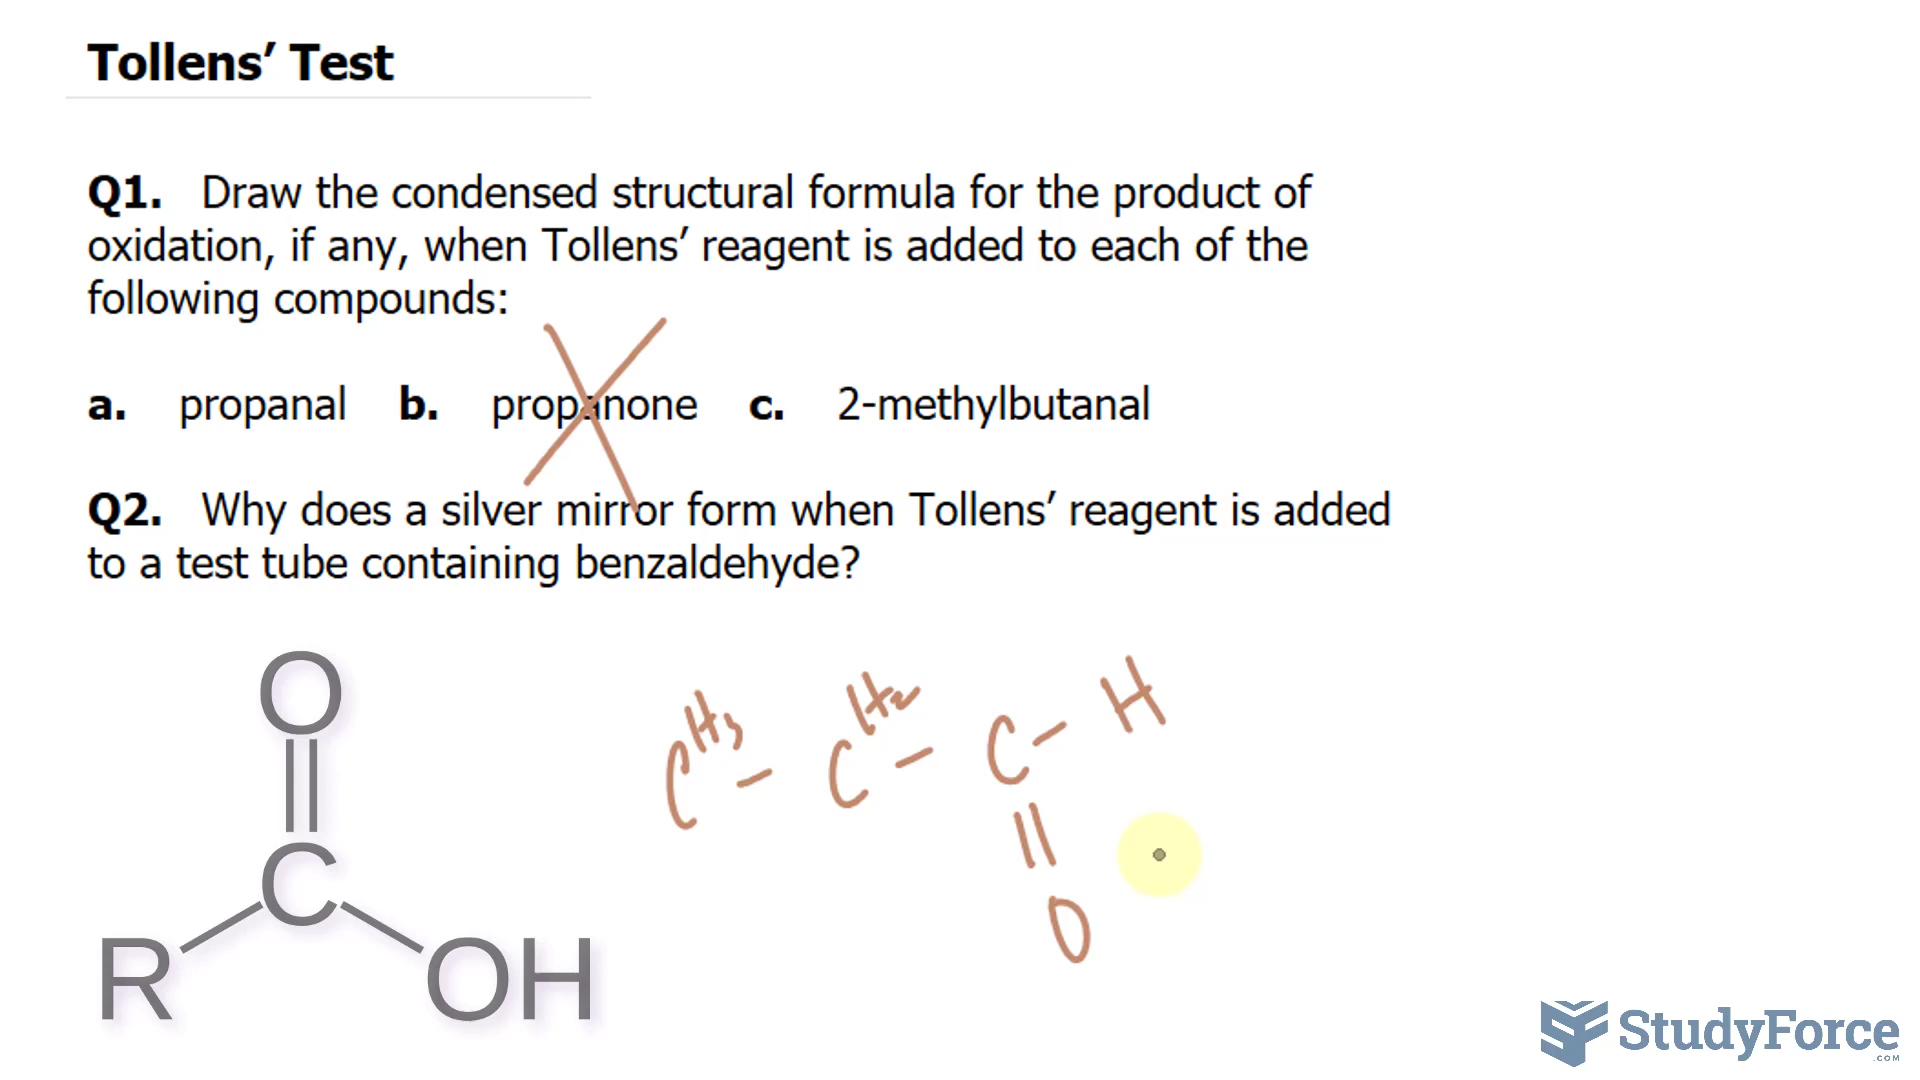 Tollens’ Test
Q1. Draw the condensed structural formula for the product of
oxidation, if any, when Tollens’ reagent is added to each of the
following compounds:
a. propanal b. propanone c. 2-methylbutanal
Q2. Why does a silver mirror form when Tollens’ reagent is added
to a test tube containing benzaldehyde?
O
C
R OH
CH3 – CH2 – C – H
O
StudyForce
.COM